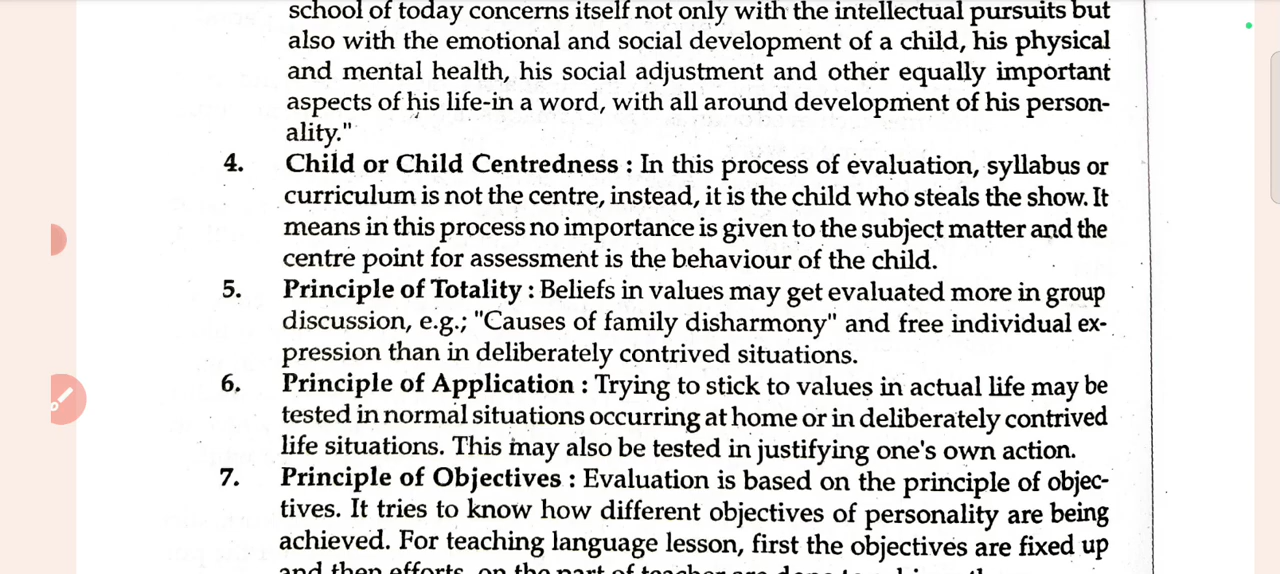 school of today concerns itself not only with the intellectual pursuits but
also with the emotional and social development of a child, his physical
and mental health, his social adjustment and other equally important
aspects of his life-in a word, with all around development of his person-
ality."
4. Child or Child Centredness : In this process of evaluation, syllabus or
curriculum is not the centre, instead, it is the child who steals the show. It
means in this process no importance is given to the subject matter and the
centre point for assessment is the behaviour of the child.
5. Principle of Totality : Beliefs in values may get evaluated more in group
discussion, e.g.; "Causes of family disharmony" and free individual ex-
pression than in deliberately contrived situations.
6. Principle of Application : Trying to stick to values in actual life may be
tested in normal situations occurring at home or in deliberately contrived
life situations. This may also be tested in justifying one's own action.
7. Principle of Objectives : Evaluation is based on the principle of objec-
tives. It tries to know how different objectives of personality are being
achieved. For teaching language lesson, first the objectives are fixed up
and then efforts, on the part of teacher are